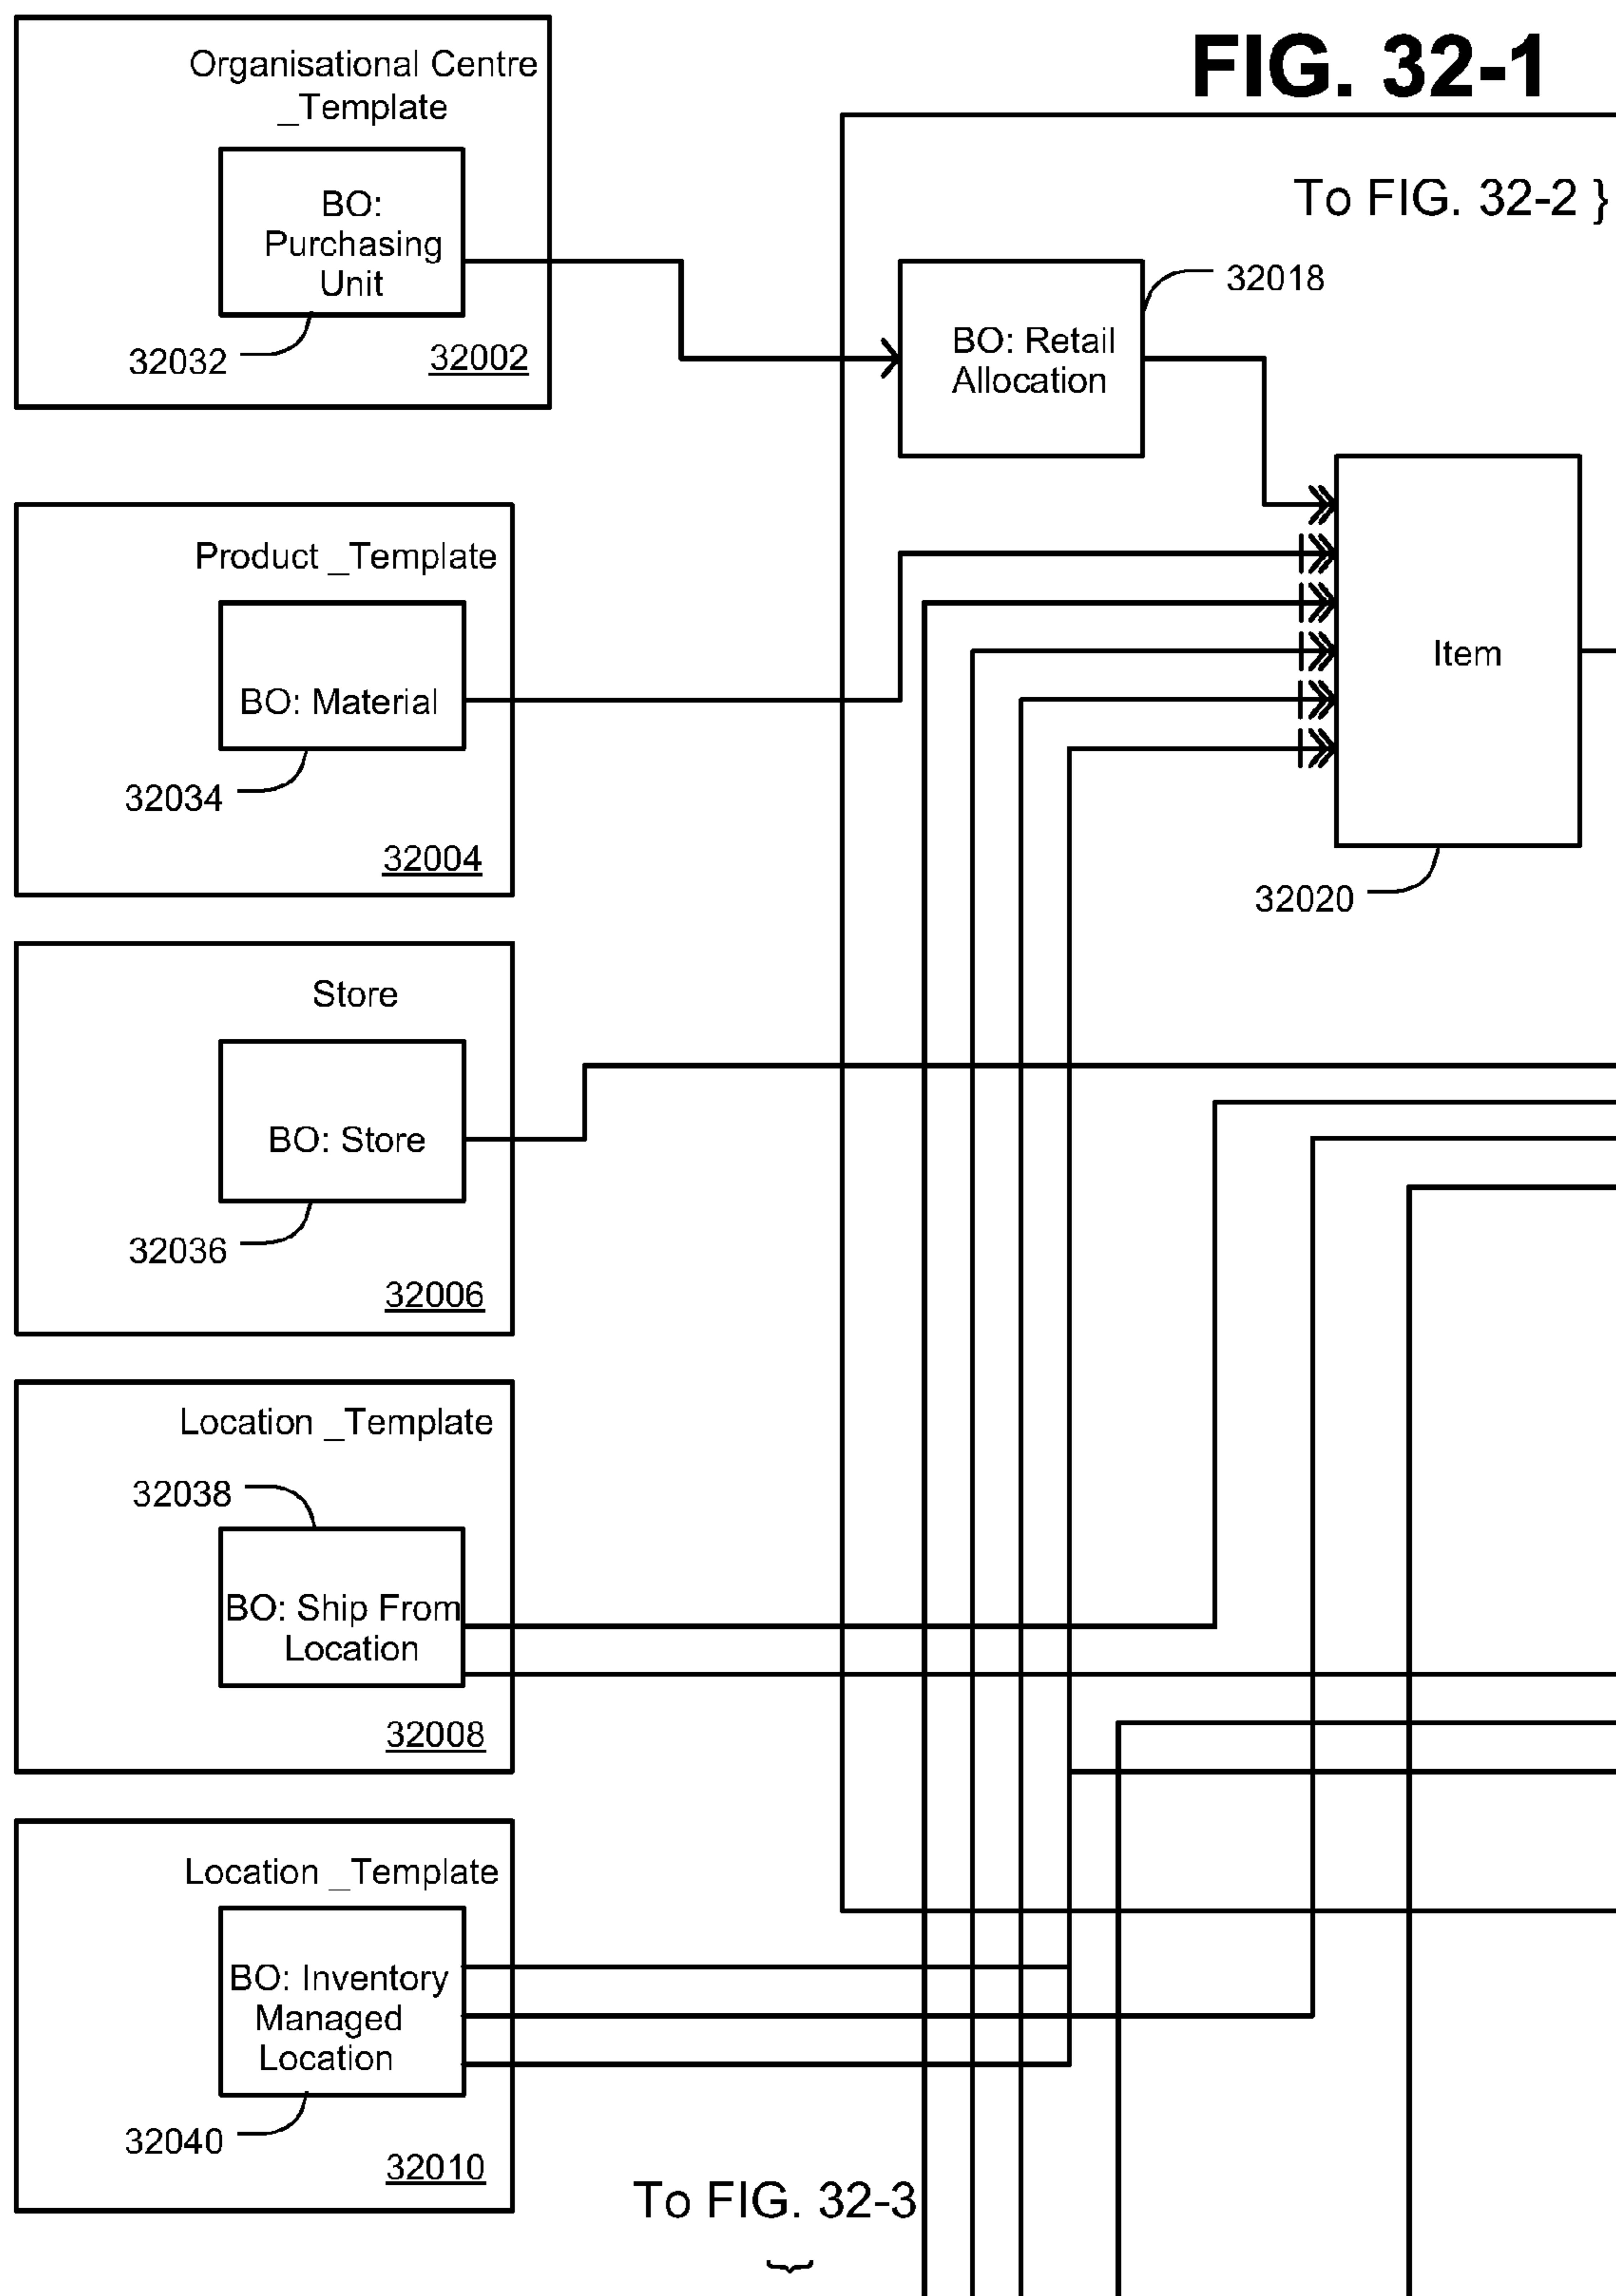 FIG. 32-1
To FIG. 32-2 }
Organisational Centre
_Template
BO:
Purchasing
Unit
32032
32002
32018
BO: Retail
Allocation
Product _Template
BO: Material
32034
32004
Item
32020
Store
BO: Store
32036
32006
Location _Template
32038
BO: Ship From
Location
32008
Location _Template
BO: Inventory
Managed
Location
32040
32010
To FIG. 32-3
}